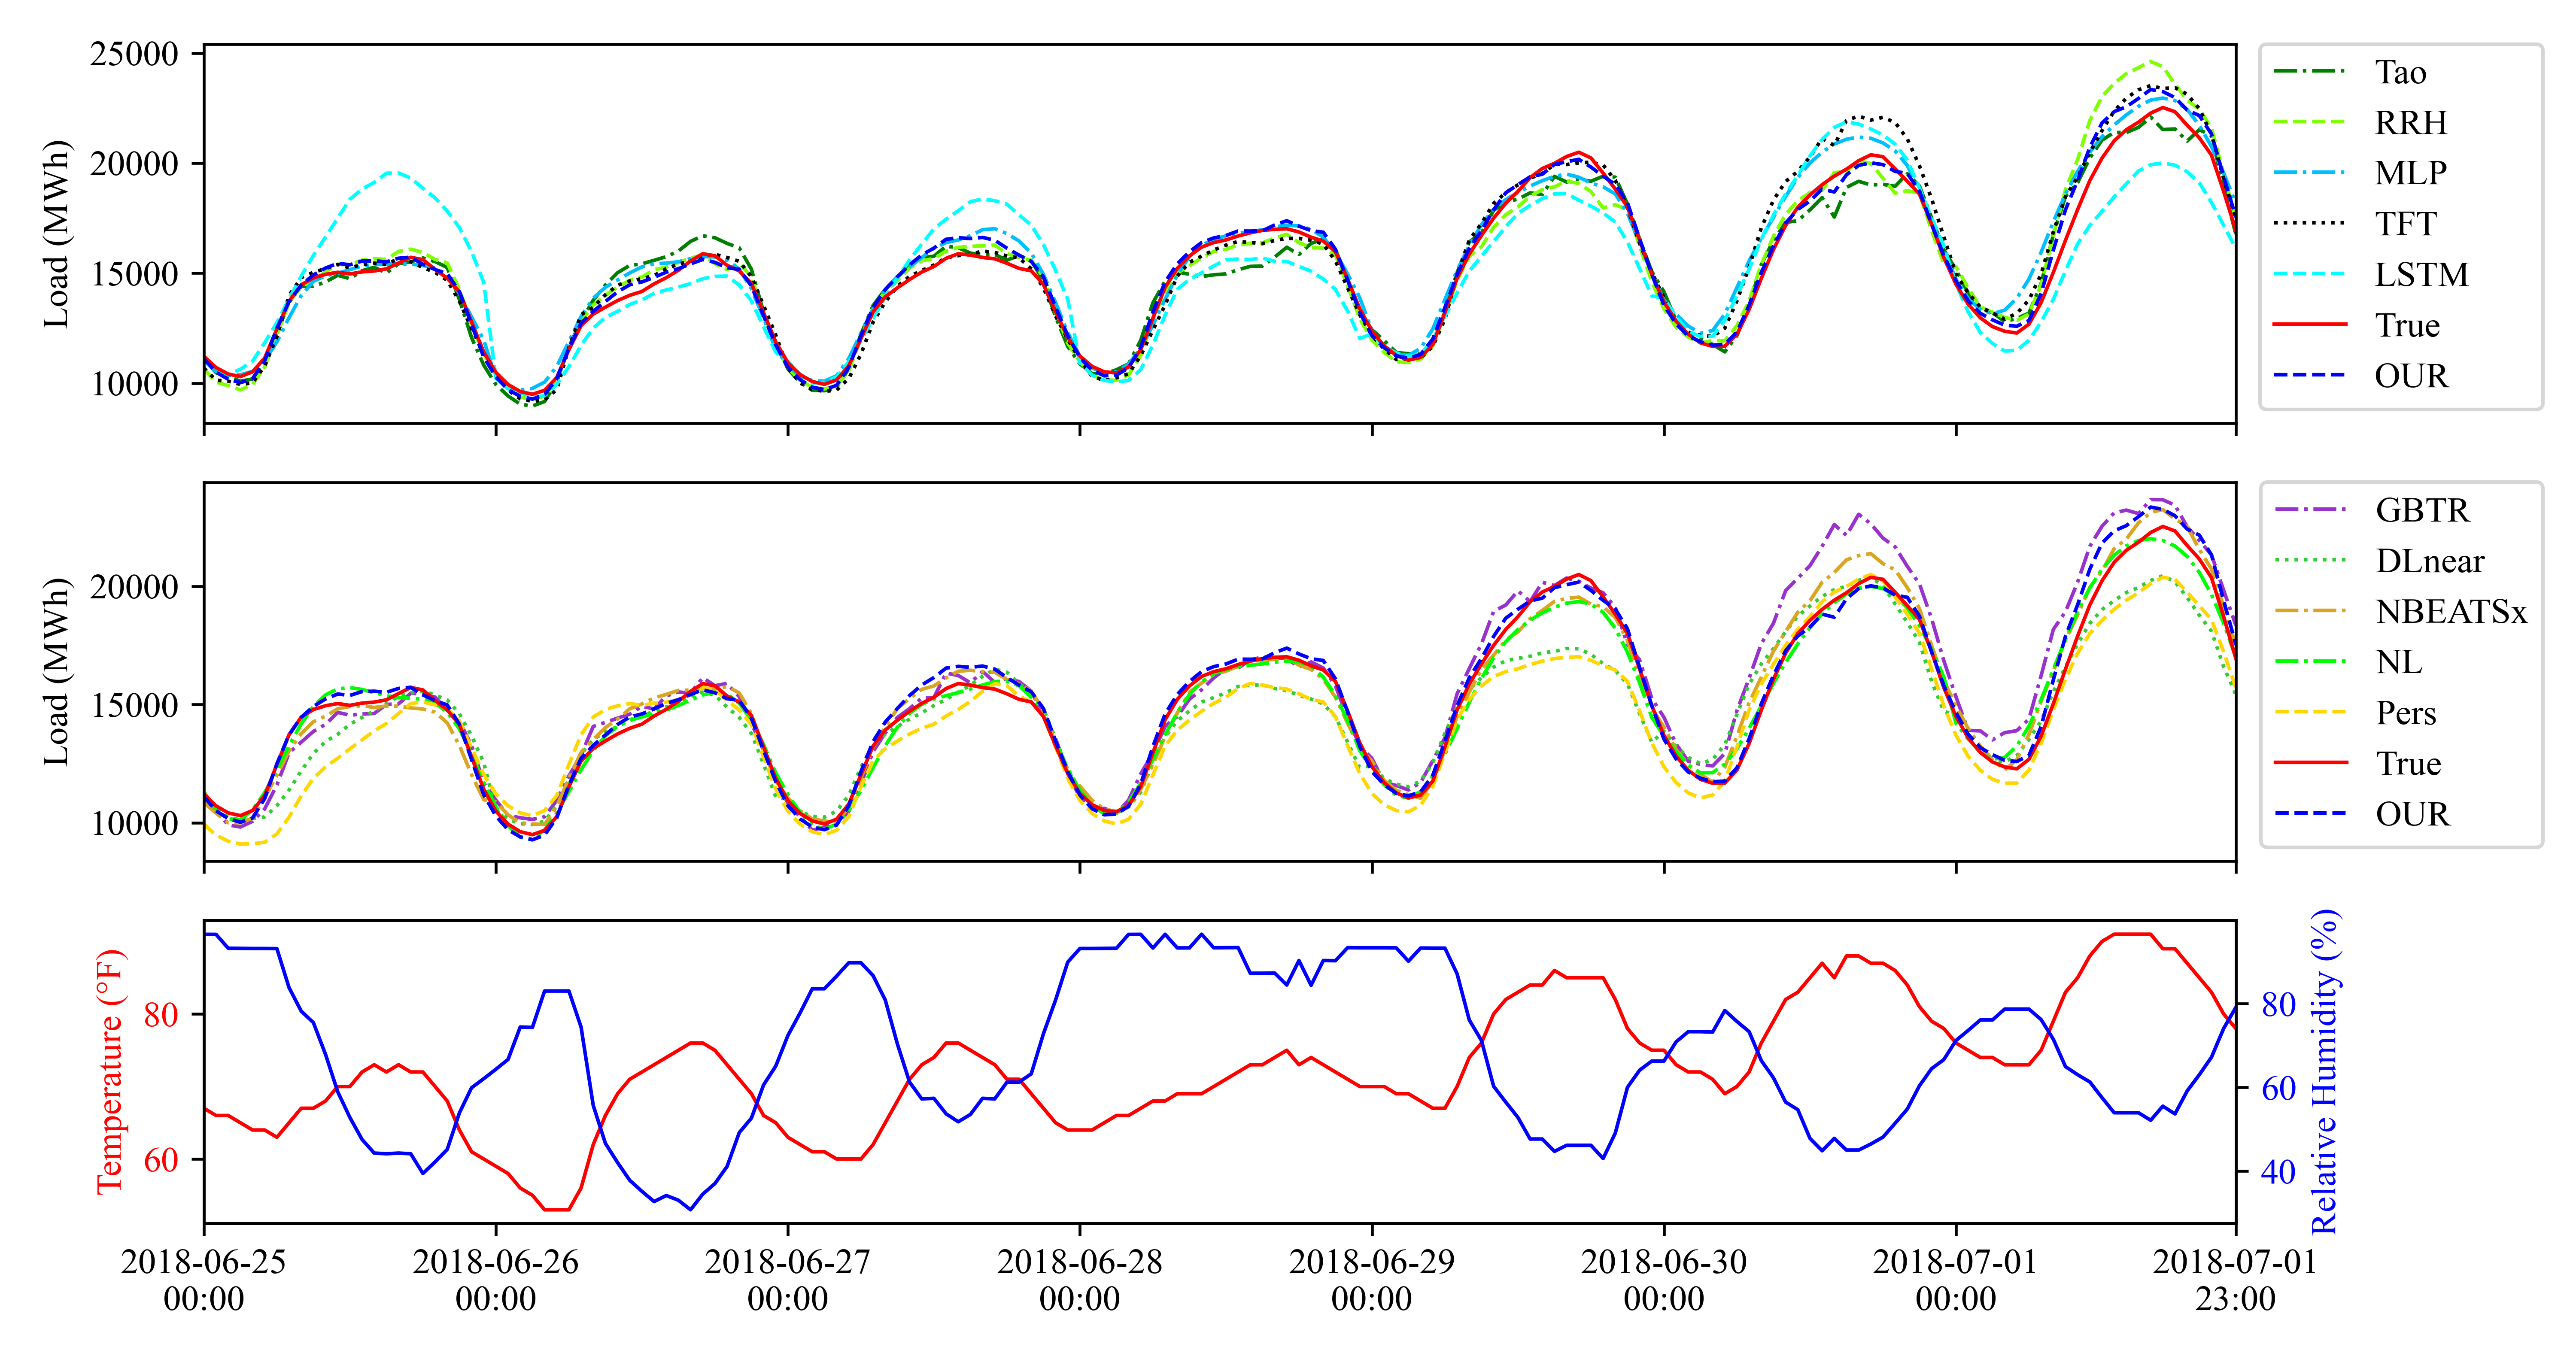 25000
20000
15000
10000
Load (MWh)
Tao
RRH
MLP
TFT
LSTM
True
OUR
20000
15000
10000
Load (MWh)
GBTR
DLnear
NBEATSx
NL
Pers
True
OUR
80
60
Temperature (°F)
80
60
40
Relative Humidity (%)
2018-06-25
00:00
2018-06-26
00:00
2018-06-27
00:00
2018-06-28
00:00
2018-06-29
00:00
2018-06-30
00:00
2018-07-01
00:00
2018-07-01
23:00